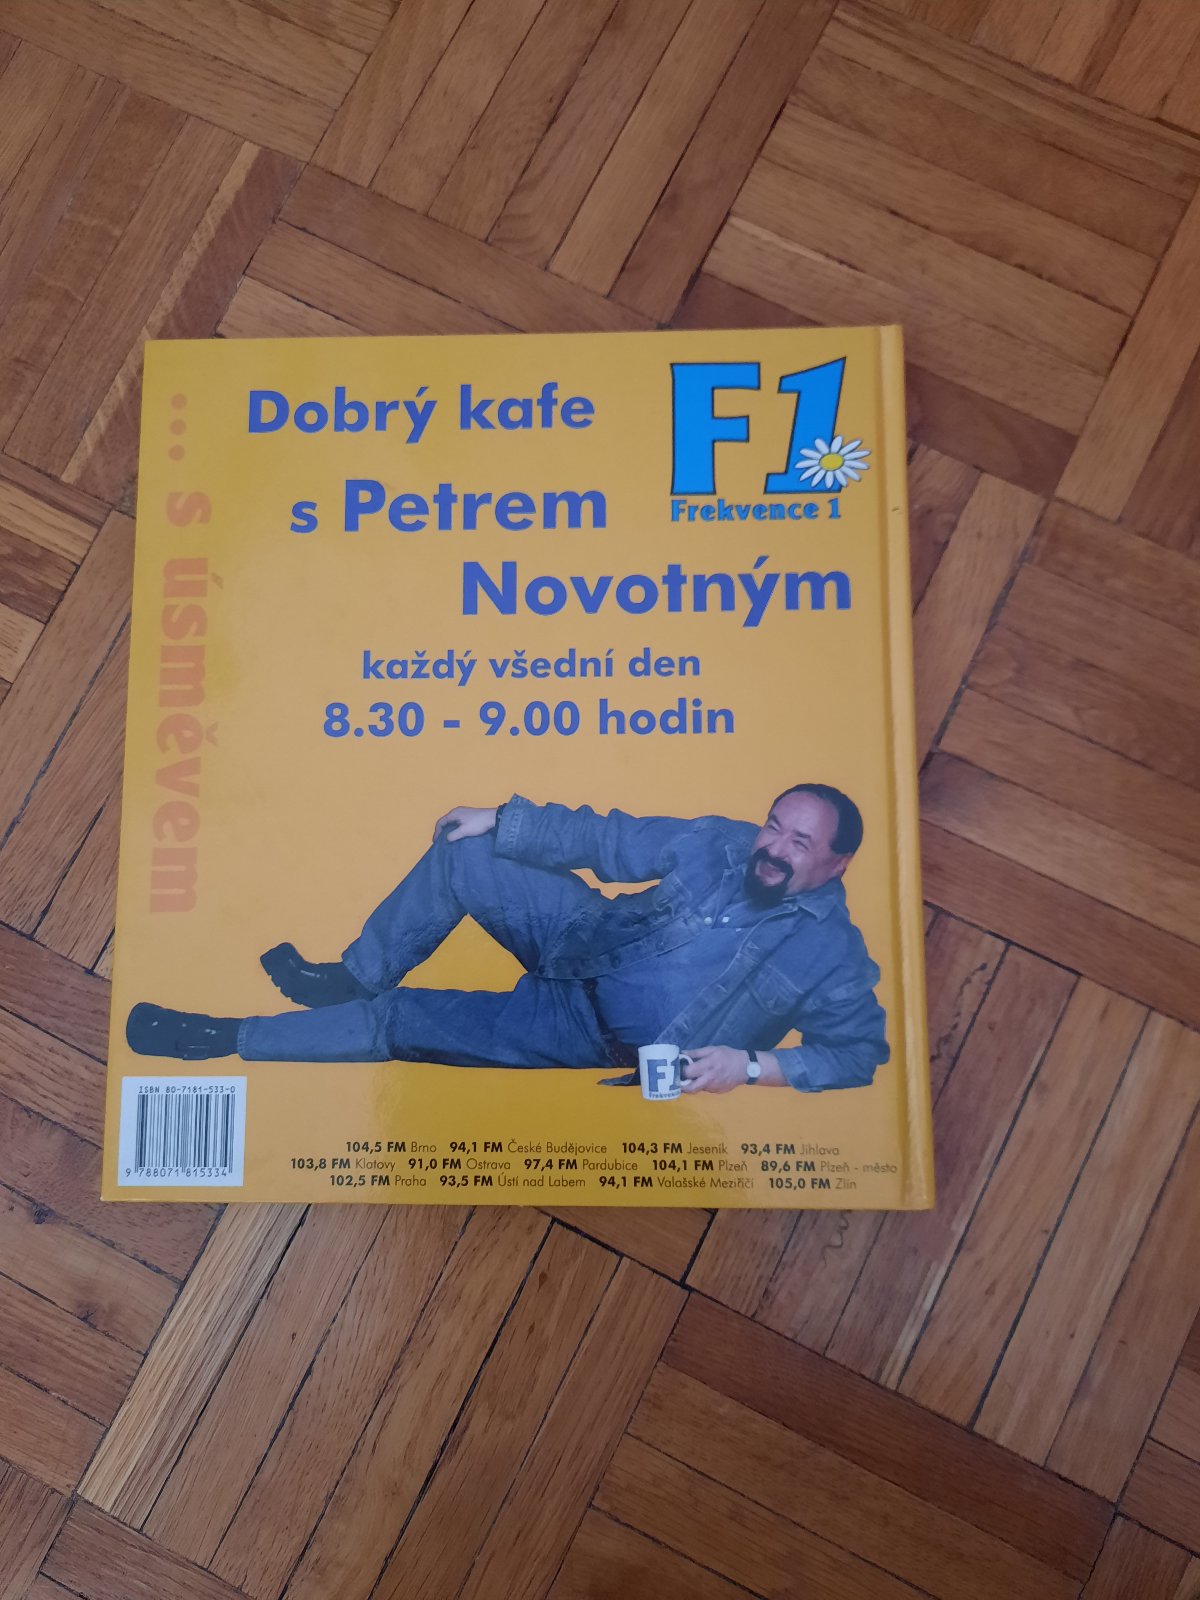 ... s úsměvem
Dobrý kafe
s Petrem
Novotným
každý všední den
8.30 - 9.00 hodin
F1
Frekvence 1
F1
Frekvence
ISBN 80-7181-533-0
9 788071 815334
104,5 FM Brno 94,1 FM České Budějovice 104,3 FM Jeseník 93,4 FM Jihlava
103,8 FM Klatovy 91,0 FM Ostrava 97,4 FM Pardubice 104,1 FM Plzeň 89,6 FM Plzeň - město
102,5 FM Praha 93,5 FM Ústí nad Labem 94,1 FM Valašské Meziříčí 105,0 FM Zlín